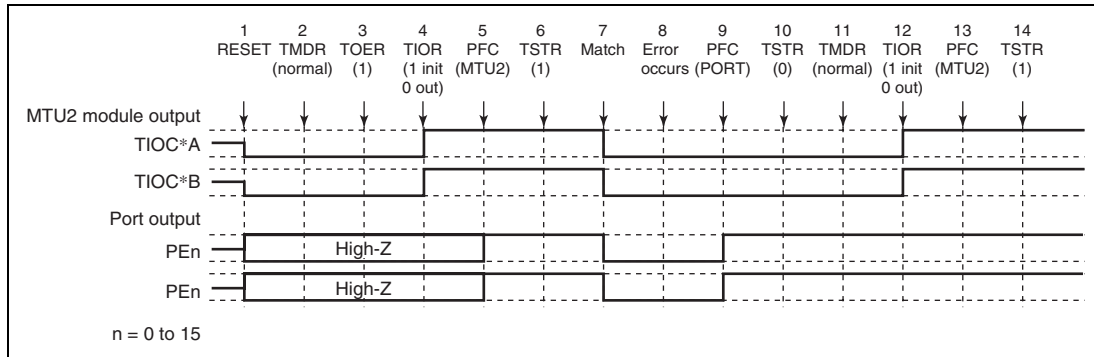 1 2 3 4 5 6 7 8 9 10 11 12 13 14
RESET TMDR TOER TIOR PFC TSTR Match Error PFC TSTR TMDR TIOR PFC TSTR
(normal) (1) (1 init (MTU2) (1) occurs (PORT) (0) (normal) (1 init (MTU2) (1)
0 out) 0 out)
MTU2 module output
TIOC*A
TIOC*B
Port output
PEn High-Z
PEn High-Z
n = 0 to 15